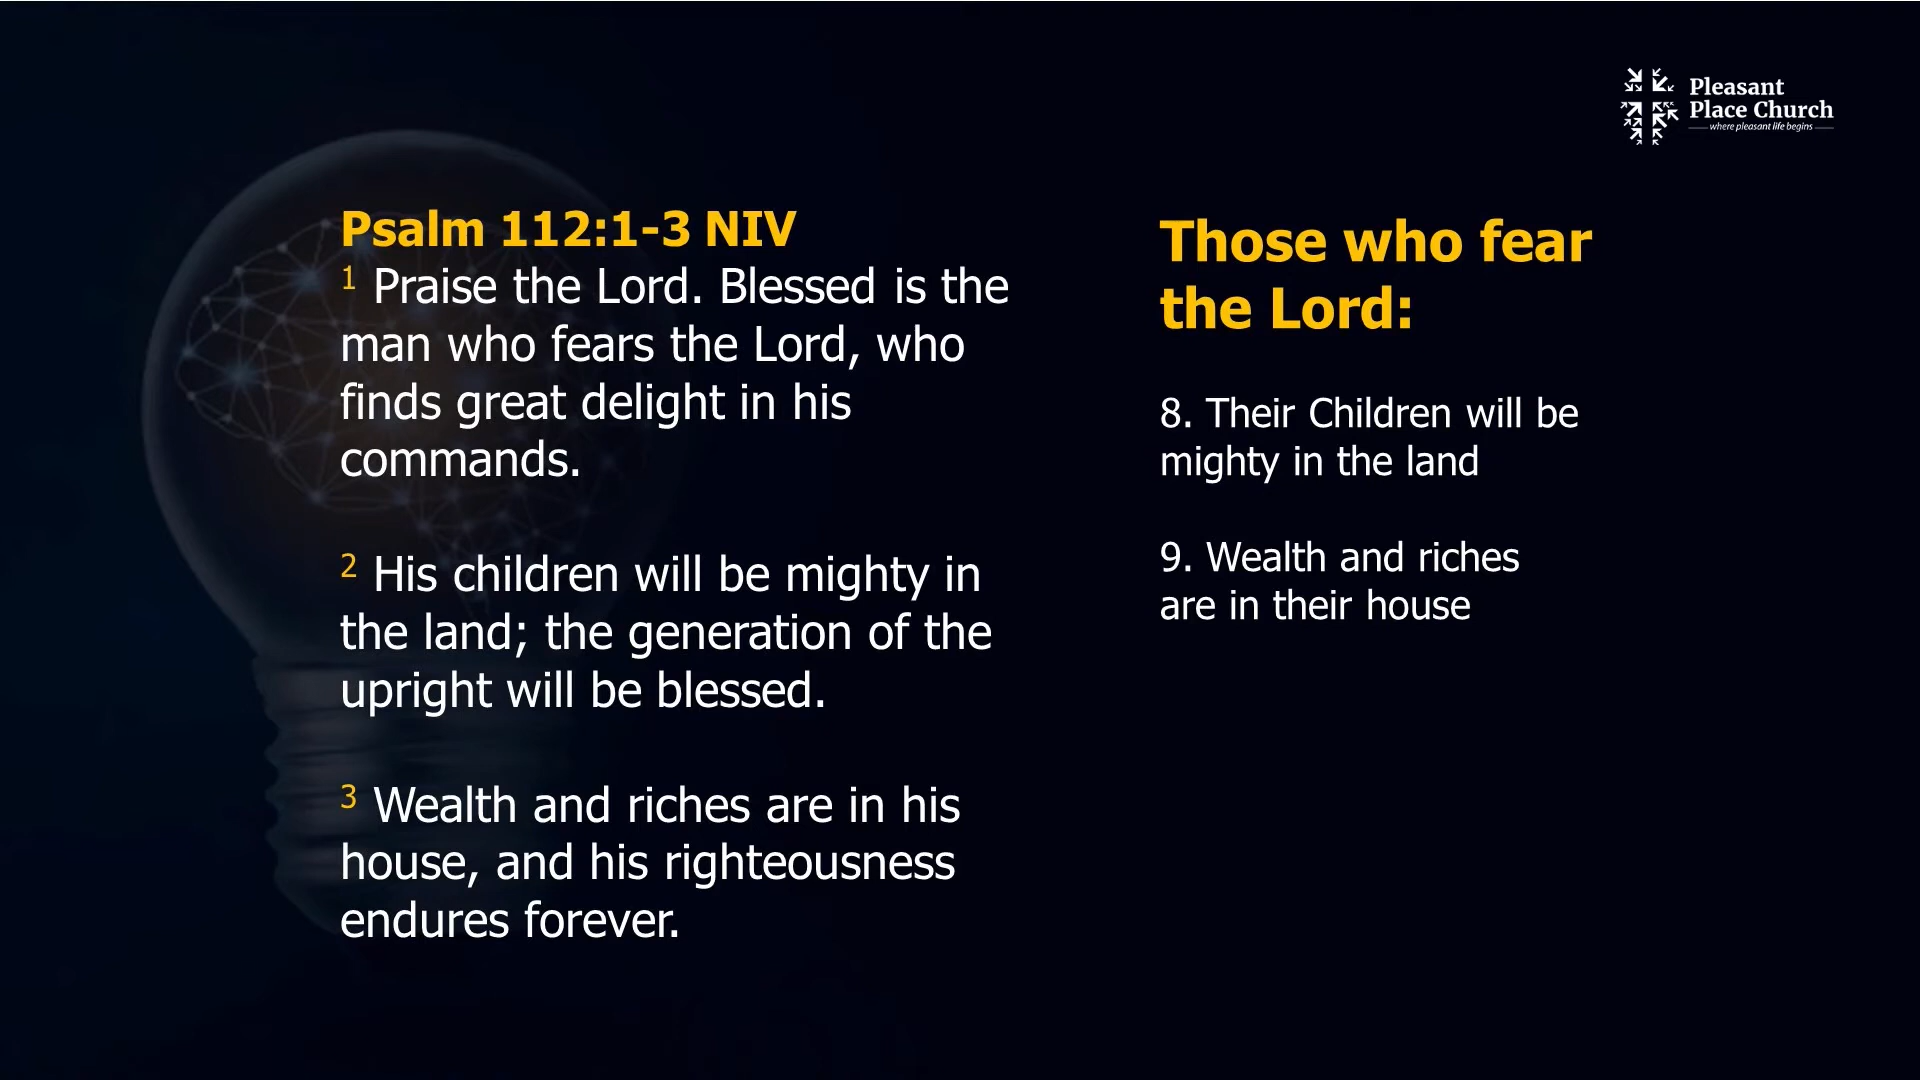 Pleasant
Place Church
where pleasant life begins
Psalm 112:1-3 NIV
1 Praise the Lord. Blessed is the
man who fears the Lord, who
finds great delight in his
commands.
2 His children will be mighty in
the land; the generation of the
upright will be blessed.
3 Wealth and riches are in his
house, and his righteousness
endures forever.
Those who fear
the Lord:
8. Their Children will be
mighty in the land
9. Wealth and riches
are in their house